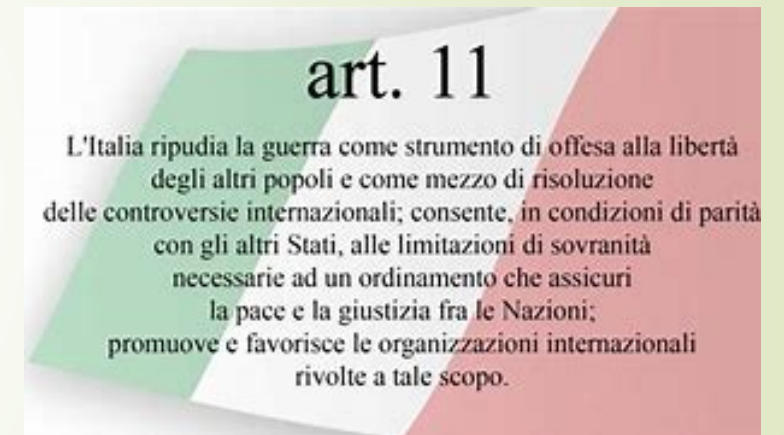 art. 11
L'Italia ripudia la guerra come strumento di offesa alla libertà
degli altri popoli e come mezzo di risoluzione
delle controversie internazionali; consente, in condizioni di parità
con gli altri Stati, alle limitazioni di sovranità
necessarie ad un ordinamento che assicuri
la pace e la giustizia fra le Nazioni;
promuove e favorisce le organizzazioni internazionali
rivolte a tale scopo.